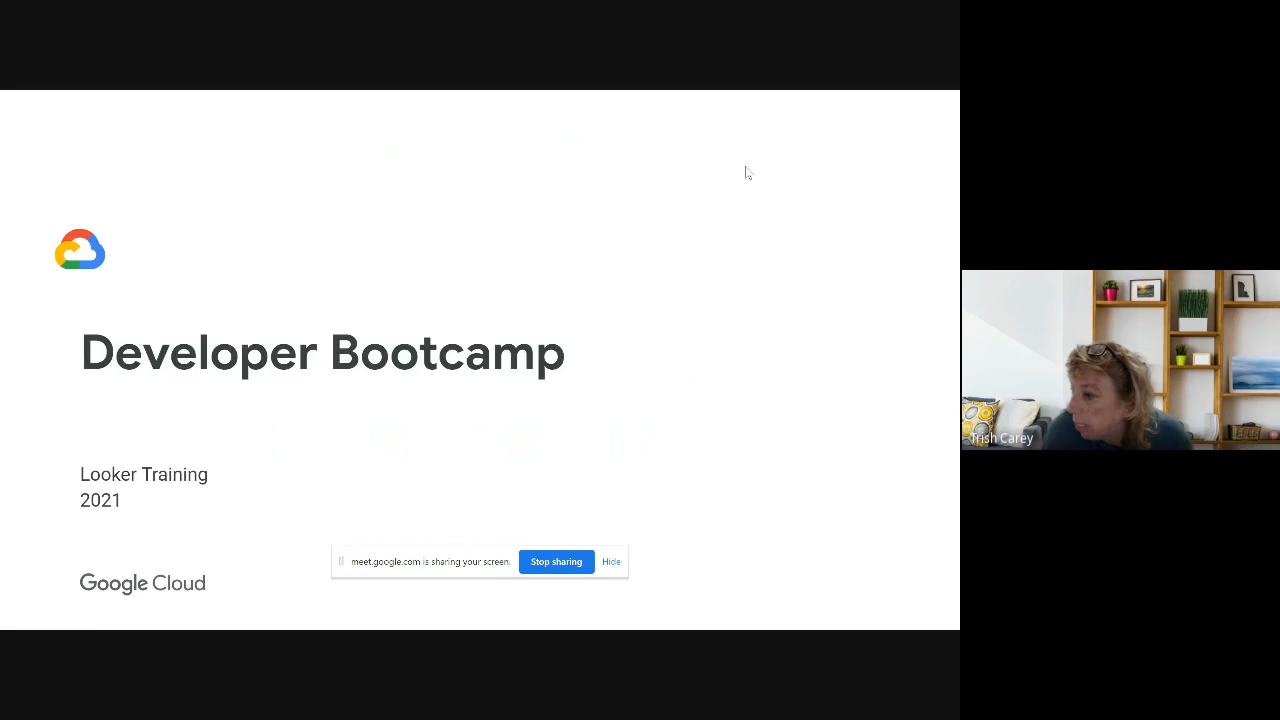 Developer Bootcamp
Looker Training
2021
meet.google.com is sharing your screen.
Stop sharing
Hide
Google Cloud
Trish Carey